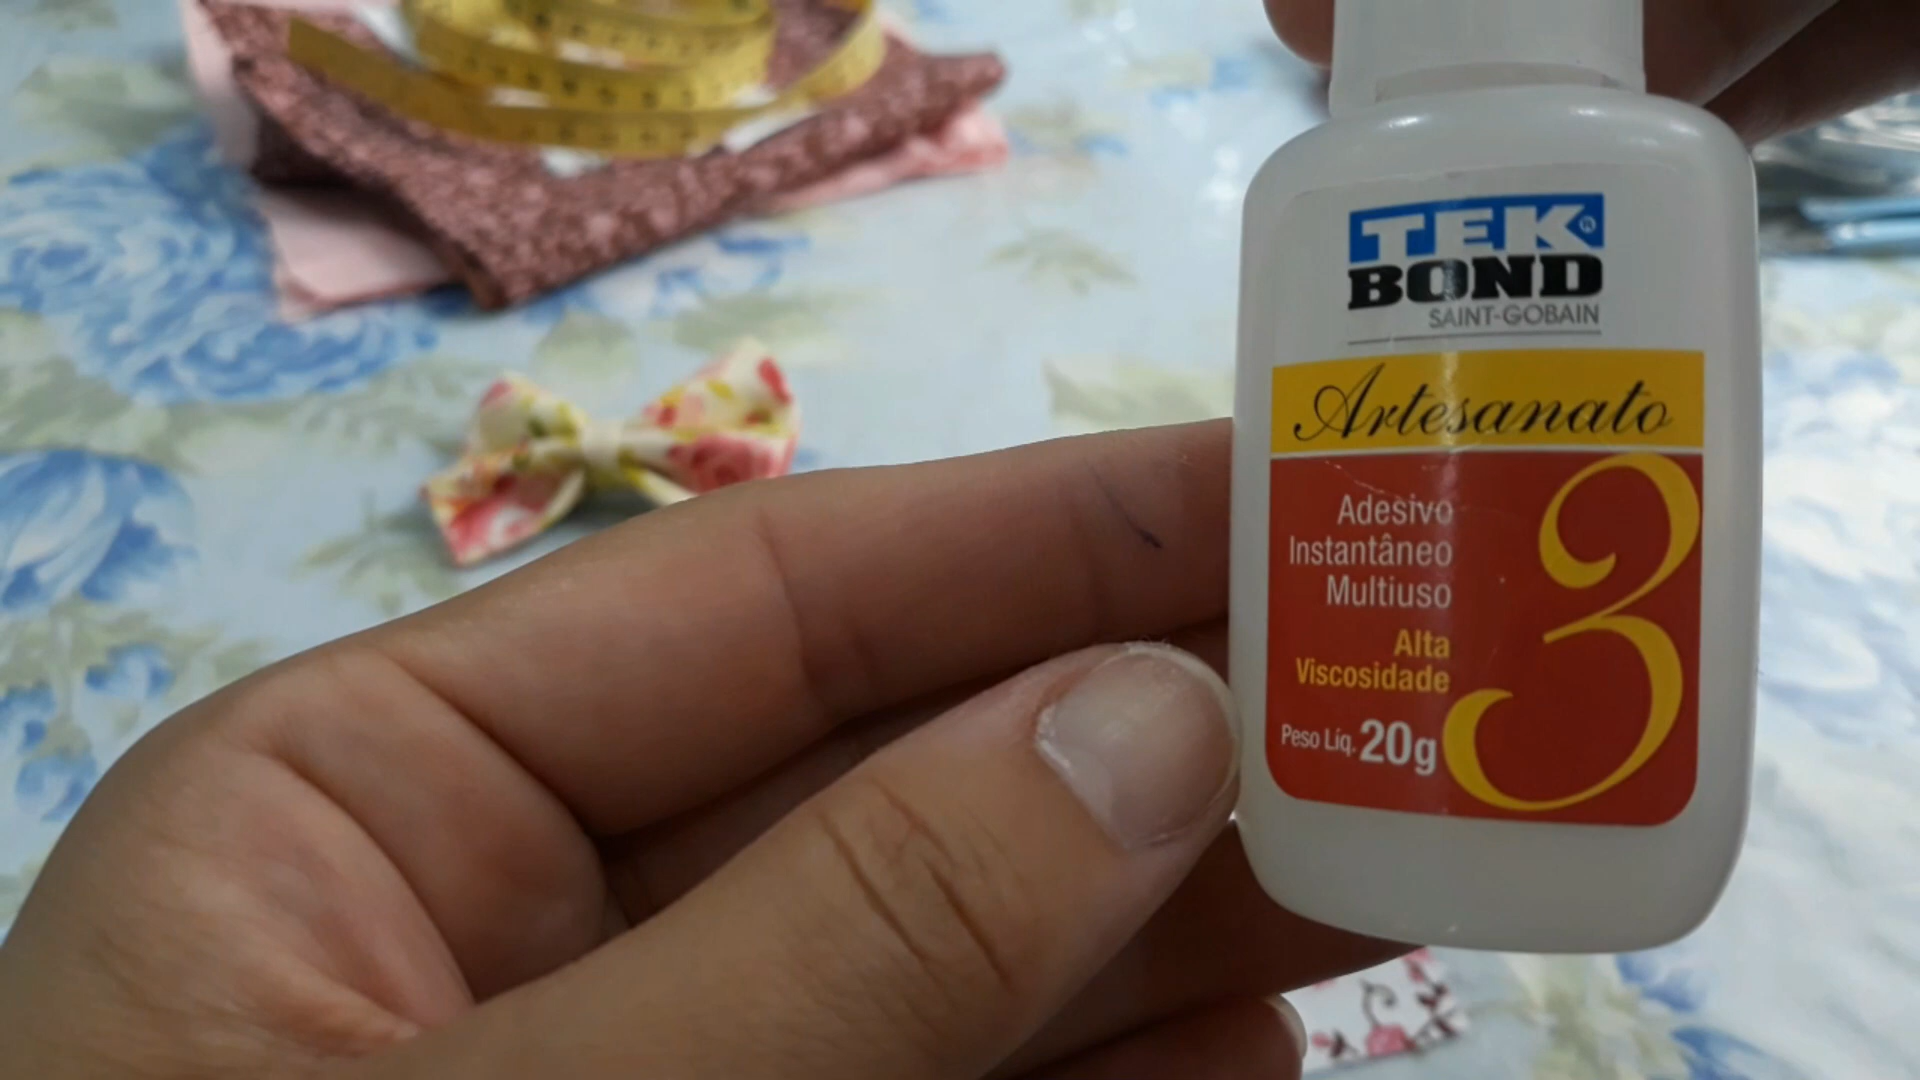 TEK®
BOND
SAINT-GOBAIN
Artesanato
3
Adesivo
Instantâneo
Multiuso
Alta
Viscosidade
Peso Líq. 20g